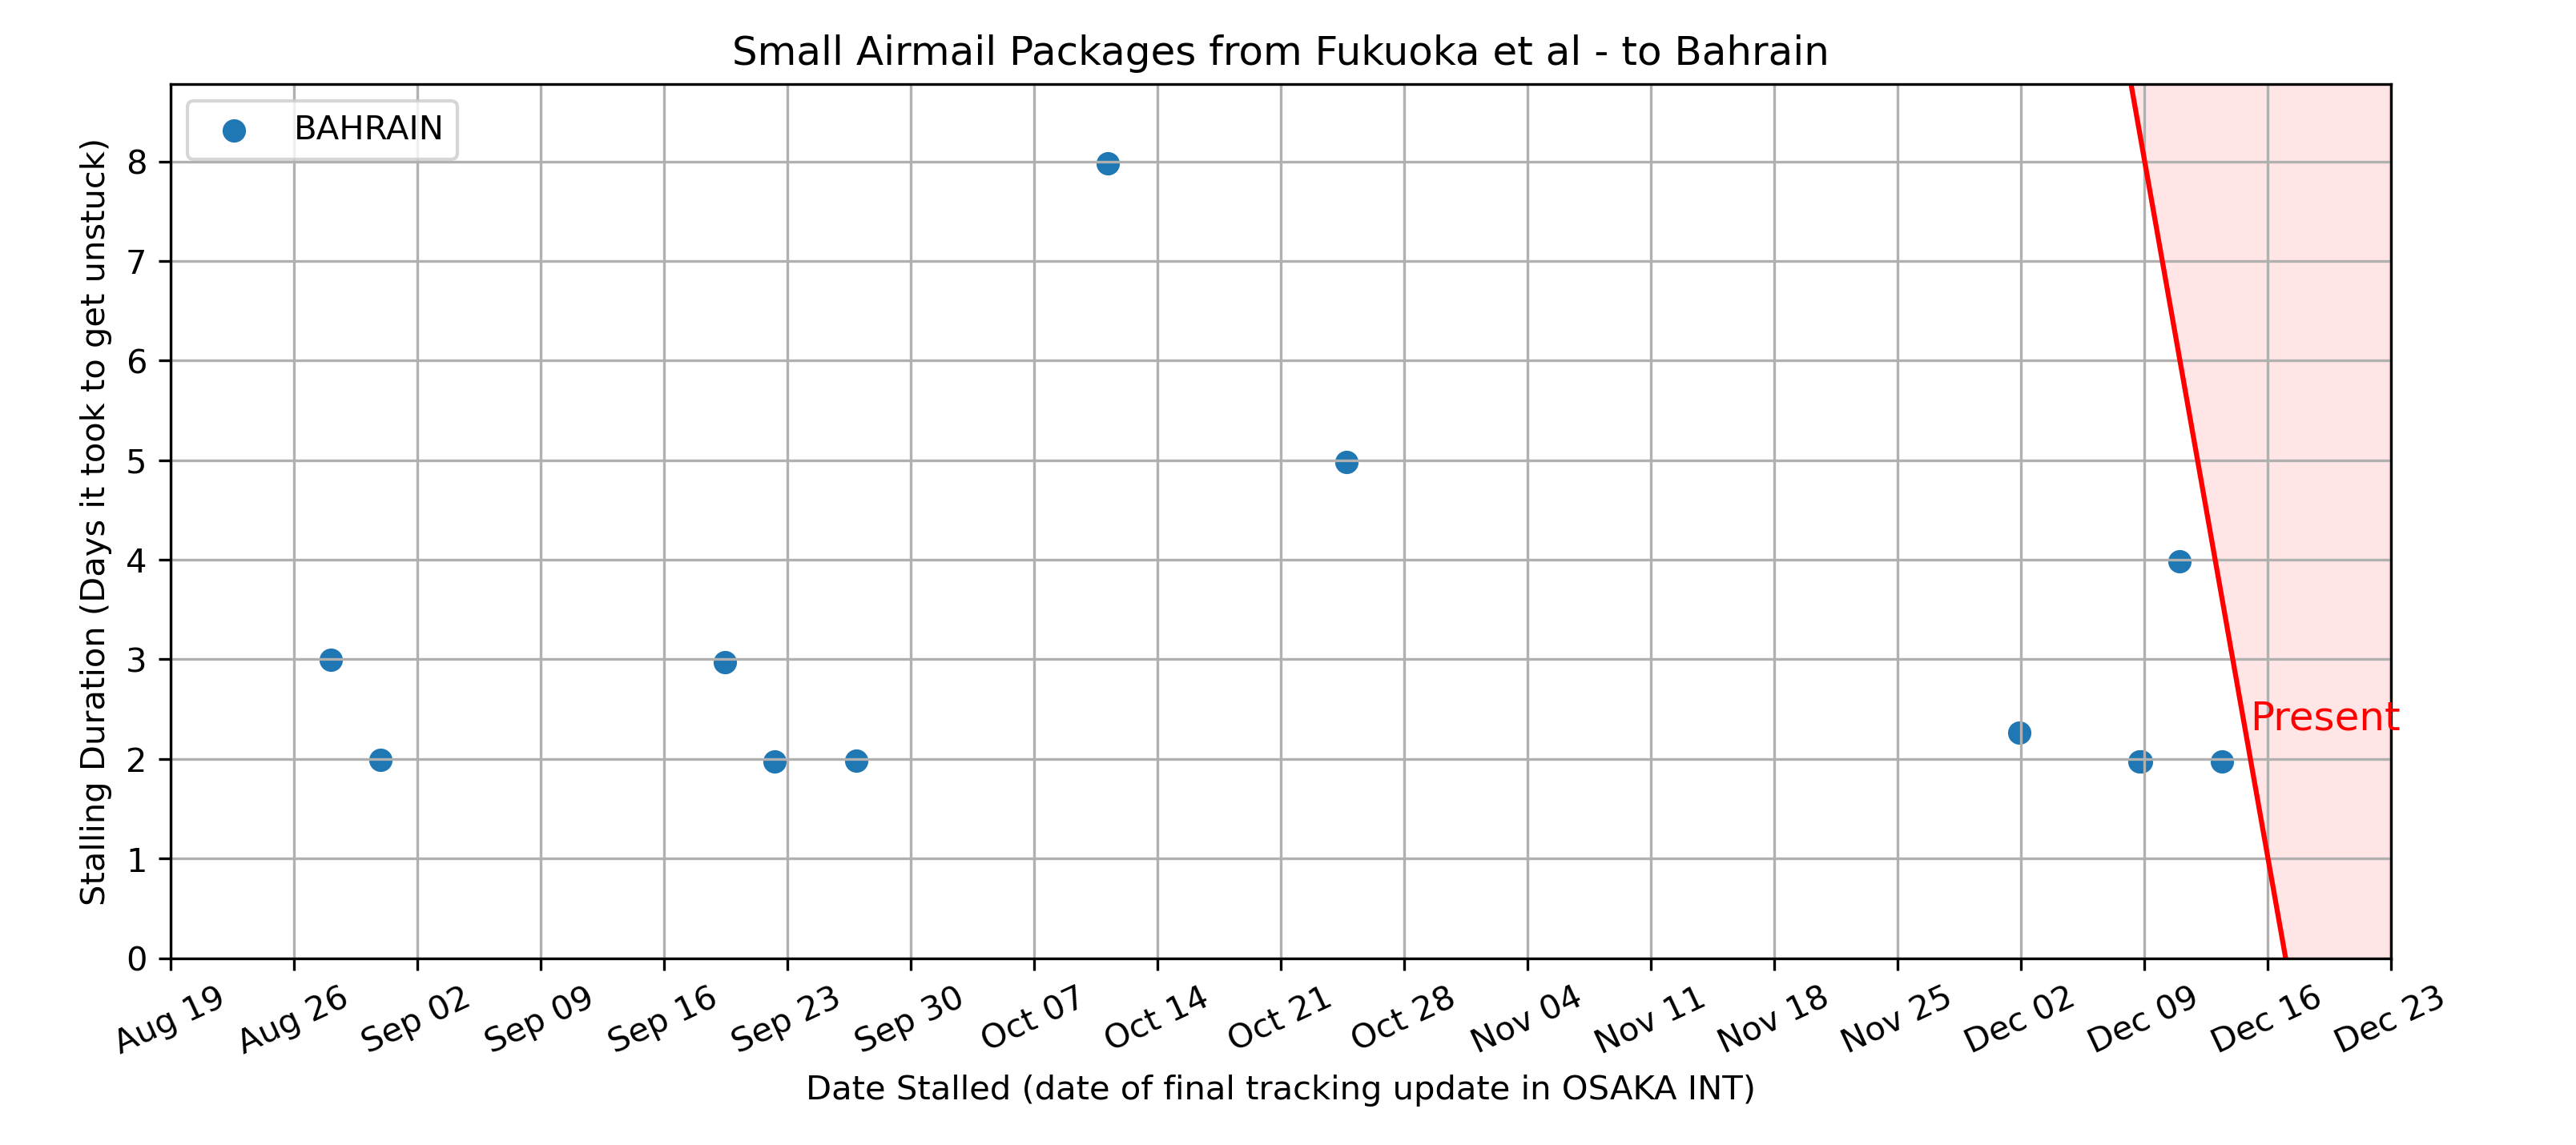 Small Airmail Packages from Fukuoka et al - to Bahrain
BAHRAIN
Stalling Duration (Days it took to get unstuck)
8
7
6
5
4
3
2
1
0
Present
Aug 19 Aug 26 Sep 02 Sep 09 Sep 16 Sep 23 Sep 30 Oct 07 Oct 14 Oct 21 Oct 28 Nov 04 Nov 11 Nov 18 Nov 25 Dec 02 Dec 09 Dec 16 Dec 23
Date Stalled (date of final tracking update in OSAKA INT)